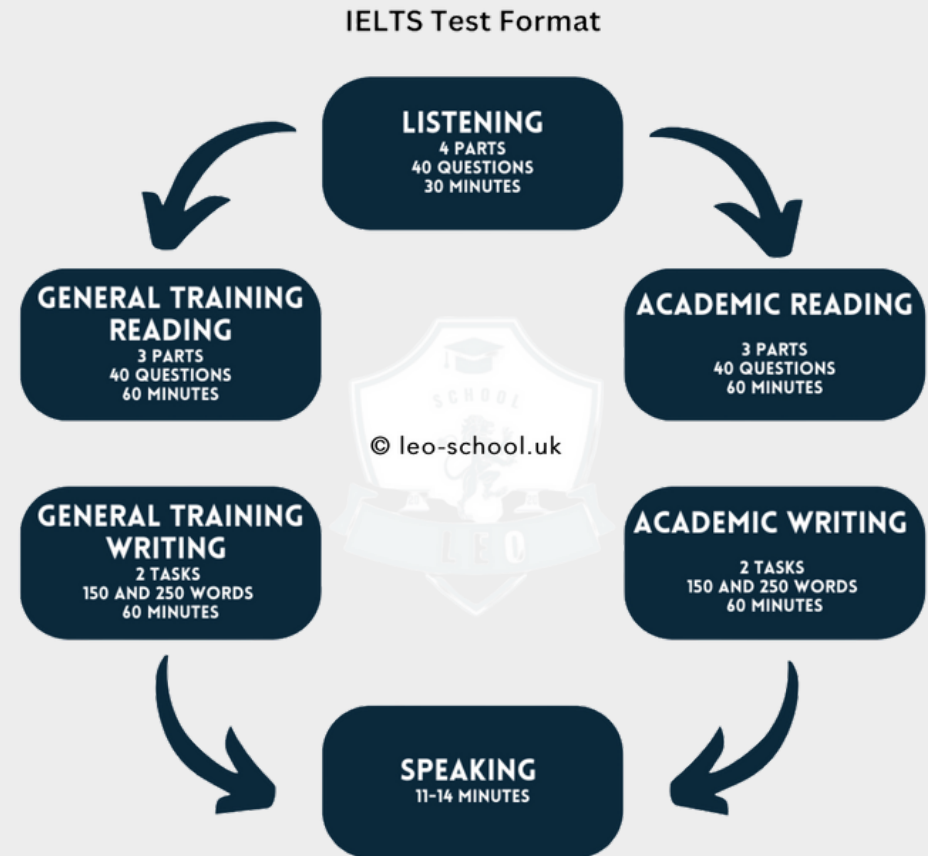 IELTS Test Format
LISTENING
4 PARTS
40 QUESTIONS
30 MINUTES
GENERAL TRAINING
READING
3 PARTS
40 QUESTIONS
60 MINUTES
ACADEMIC READING
3 PARTS
40 QUESTIONS
60 MINUTES
SCHOOL
© leo-school.uk
LEO
GENERAL TRAINING
WRITING
2 TASKS
150 AND 250 WORDS
60 MINUTES
ACADEMIC WRITING
2 TASKS
150 AND 250 WORDS
60 MINUTES
SPEAKING
11-14 MINUTES